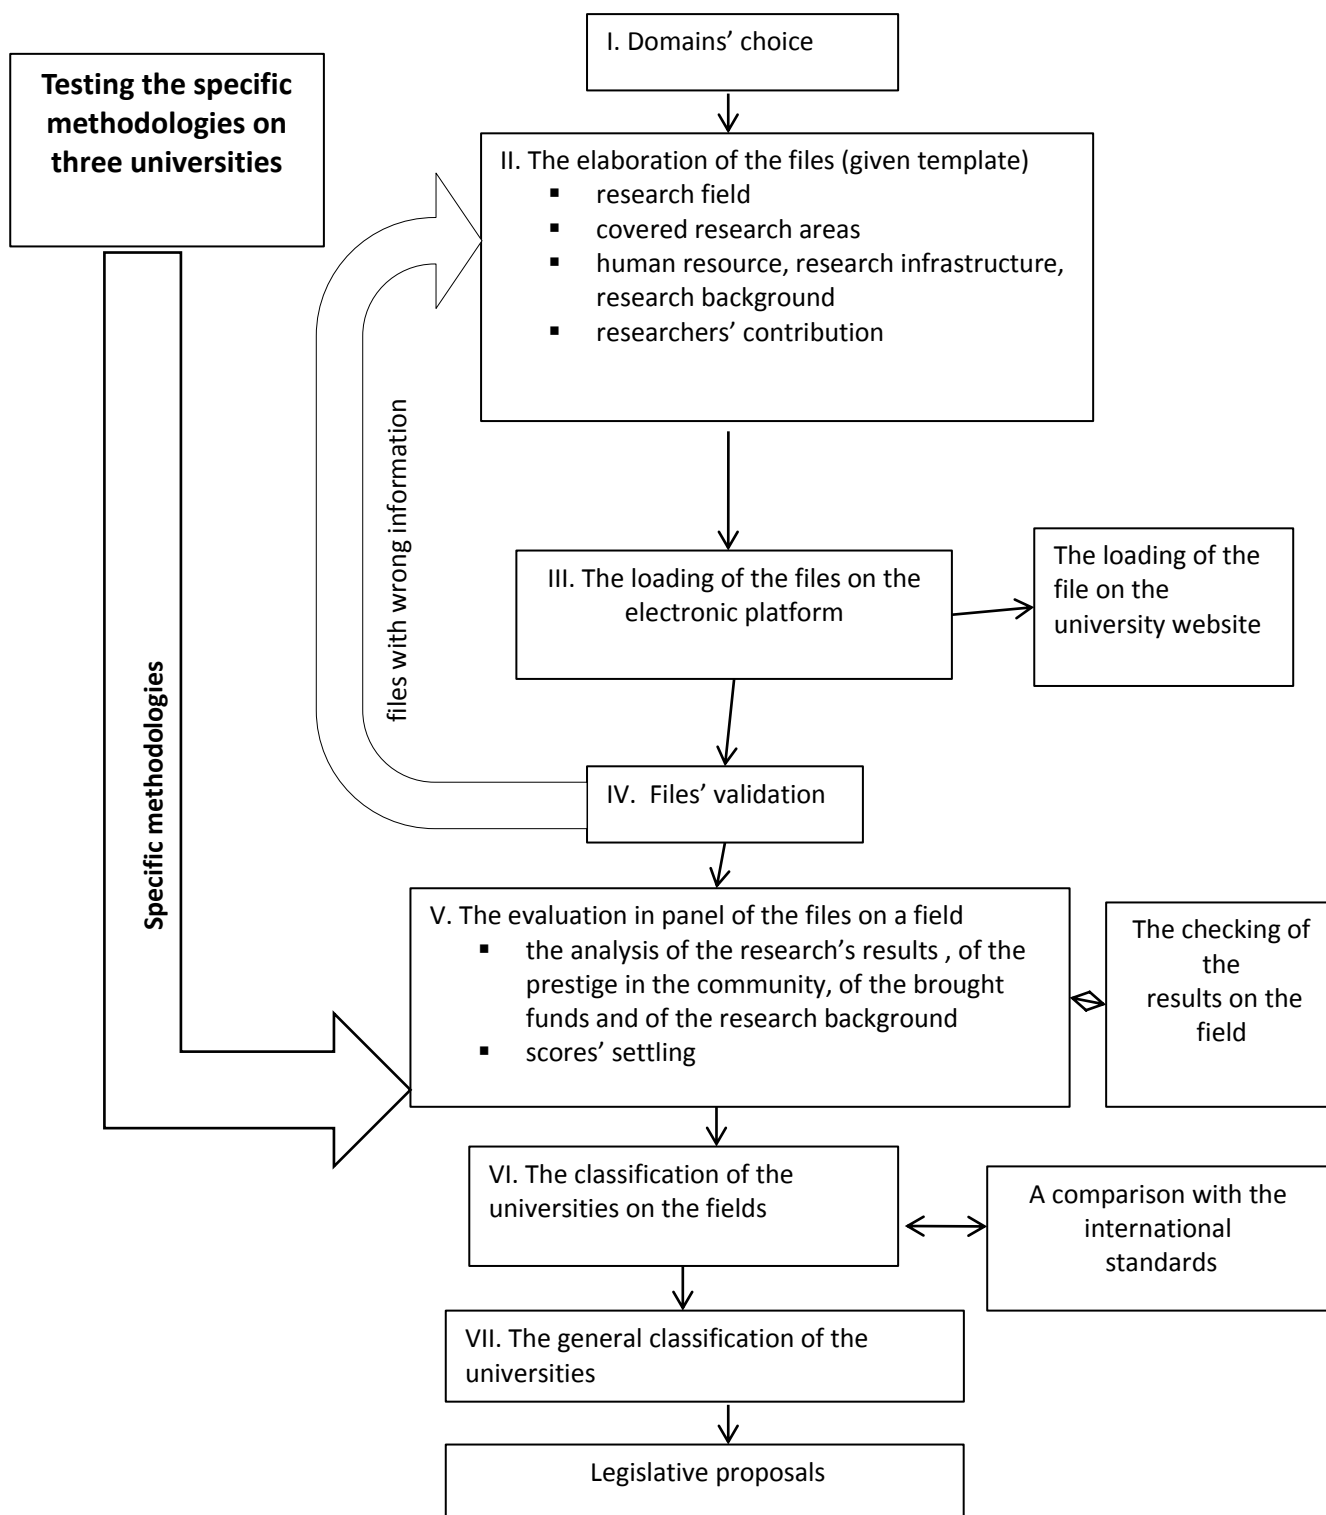 I. Domains’ choice
Testing the specific
methodologies on
three universities
II. The elaboration of the files (given template)
▪ research field
▪ covered research areas
▪ human resource, research infrastructure,
research background
▪ researchers’ contribution
files with wrong information
III. The loading of the files on the
electronic platform
The loading of the
file on the
university website
Specific methodologies
IV. Files’ validation
V. The evaluation in panel of the files on a field
▪ the analysis of the research’s results , of the
prestige in the community, of the brought
funds and of the research background
▪ scores’ settling
The checking of
the
results on the
field
VI. The classification of the
universities on the fields
A comparison with the
international
standards
VII. The general classification of the
universities
Legislative proposals